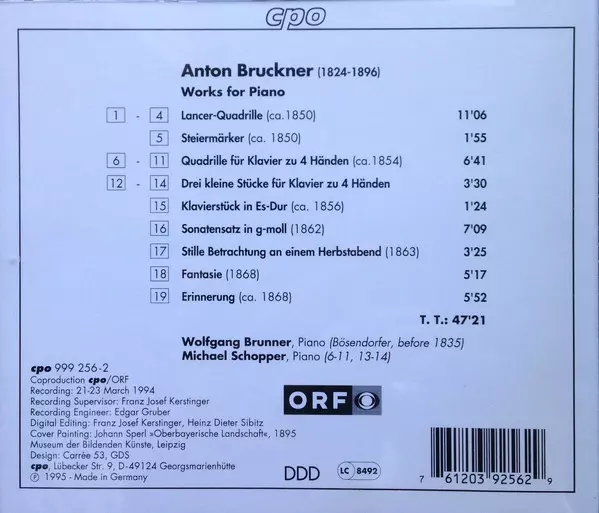 cpo
Anton Bruckner (1824-1896)
Works for Piano
1 - 4 Lancer-Quadrille (ca.1850) 11'06
5 Steiermärker (ca.1850) 1'55
6 - 11 Quadrille für Klavier zu 4 Händen (ca.1854) 6'41
12 - 14 Drei kleine Stücke für Klavier zu 4 Händen 3'30
15 Klavierstück in Es-Dur (ca. 1856) 1'24
16 Sonatensatz in g-moll (1862) 7'09
17 Stille Betrachtung an einem Herbstabend (1863) 3'25
18 Fantasie (1868) 5'17
19 Erinnerung (ca.1868) 5'52
T. T.: 47'21
Wolfgang Brunner, Piano (Bösendorfer, before 1835)
Michael Schopper, Piano (6-11, 13-14)
cpo 999 256-2
Coproduction cpo/ORF
Recording: 21-23 March 1994
Recording Supervisor: Franz Josef Kerstinger
Recording Engineer: Edgar Gruber
Digital Editing: Franz Josef Kerstinger, Heinz Dieter Sibitz
Cover Painting: Johann Sperl »Oberbayerische Landschaft«, 1895
Museum der Bildenden Künste, Leipzig
Design: Carrée 53, GDS
cpo, Lübecker Str. 9, D-49124 Georgsmarienhütte
℗ 1995 - Made in Germany
ORF
DDD
LC 8492
7 61203 92562 9